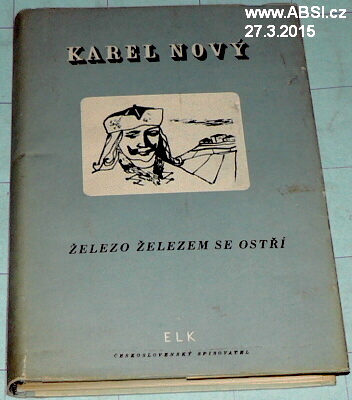 www.ABSI.cz
27.3.2015
KAREL NOVÝ
ŽELEZO ŽELEZEM SE OSTŘÍ
ELK
ČESKOSLOVENSKÝ SPISOVATEL